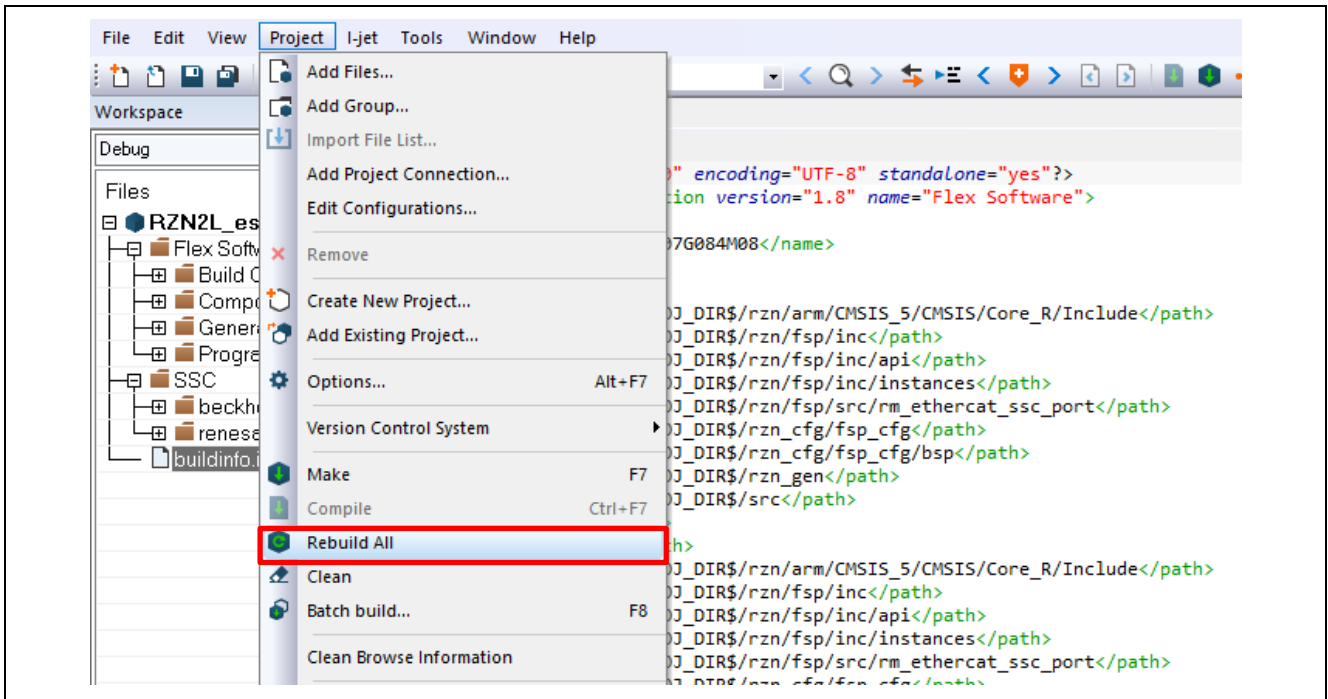 File Edit View Project I-jet Tools Window Help
Add Files...
Add Group...
Workspace
Import File List...
Debug
Add Project Connection...
" encoding="UTF-8" standalone="yes"?>
Files
Edit Configurations...
version="1.8" name="Flex Software">
RZN2L_es
Flex Softw
07G084M08</name>
Remove
Build C
Compo
Create New Project...
J_DIR$/rzn/arm/CMSIS_5/CMSIS/Core_R/Include</path>
Genera
Add Existing Project...
J_DIR$/rzn/fsp/inc</path>
Progra
J_DIR$/rzn/fsp/inc/api</path>
SSC
Options... Alt+F7
J_DIR$/rzn/fsp/inc/instances</path>
beckho
J_DIR$/rzn/fsp/src/rm_ethercat_ssc_port</path>
Version Control System
J_DIR$/rzn_cfg/fsp_cfg</path>
renesa
J_DIR$/rzn_cfg/fsp_cfg/bsp</path>
buildinfo.i
Make F7
J_DIR$/rzn_gen</path>
Compile Ctrl+F7
J_DIR$/src</path>
Rebuild All
h>
Clean
J_DIR$/rzn/arm/CMSIS_5/CMSIS/Core_R/Include</path>
J_DIR$/rzn/fsp/inc</path>
Batch build... F8
J_DIR$/rzn/fsp/inc/api</path>
J_DIR$/rzn/fsp/inc/instances</path>
Clean Browse Information
J_DIR$/rzn/fsp/src/rm_ethercat_ssc_port</path>